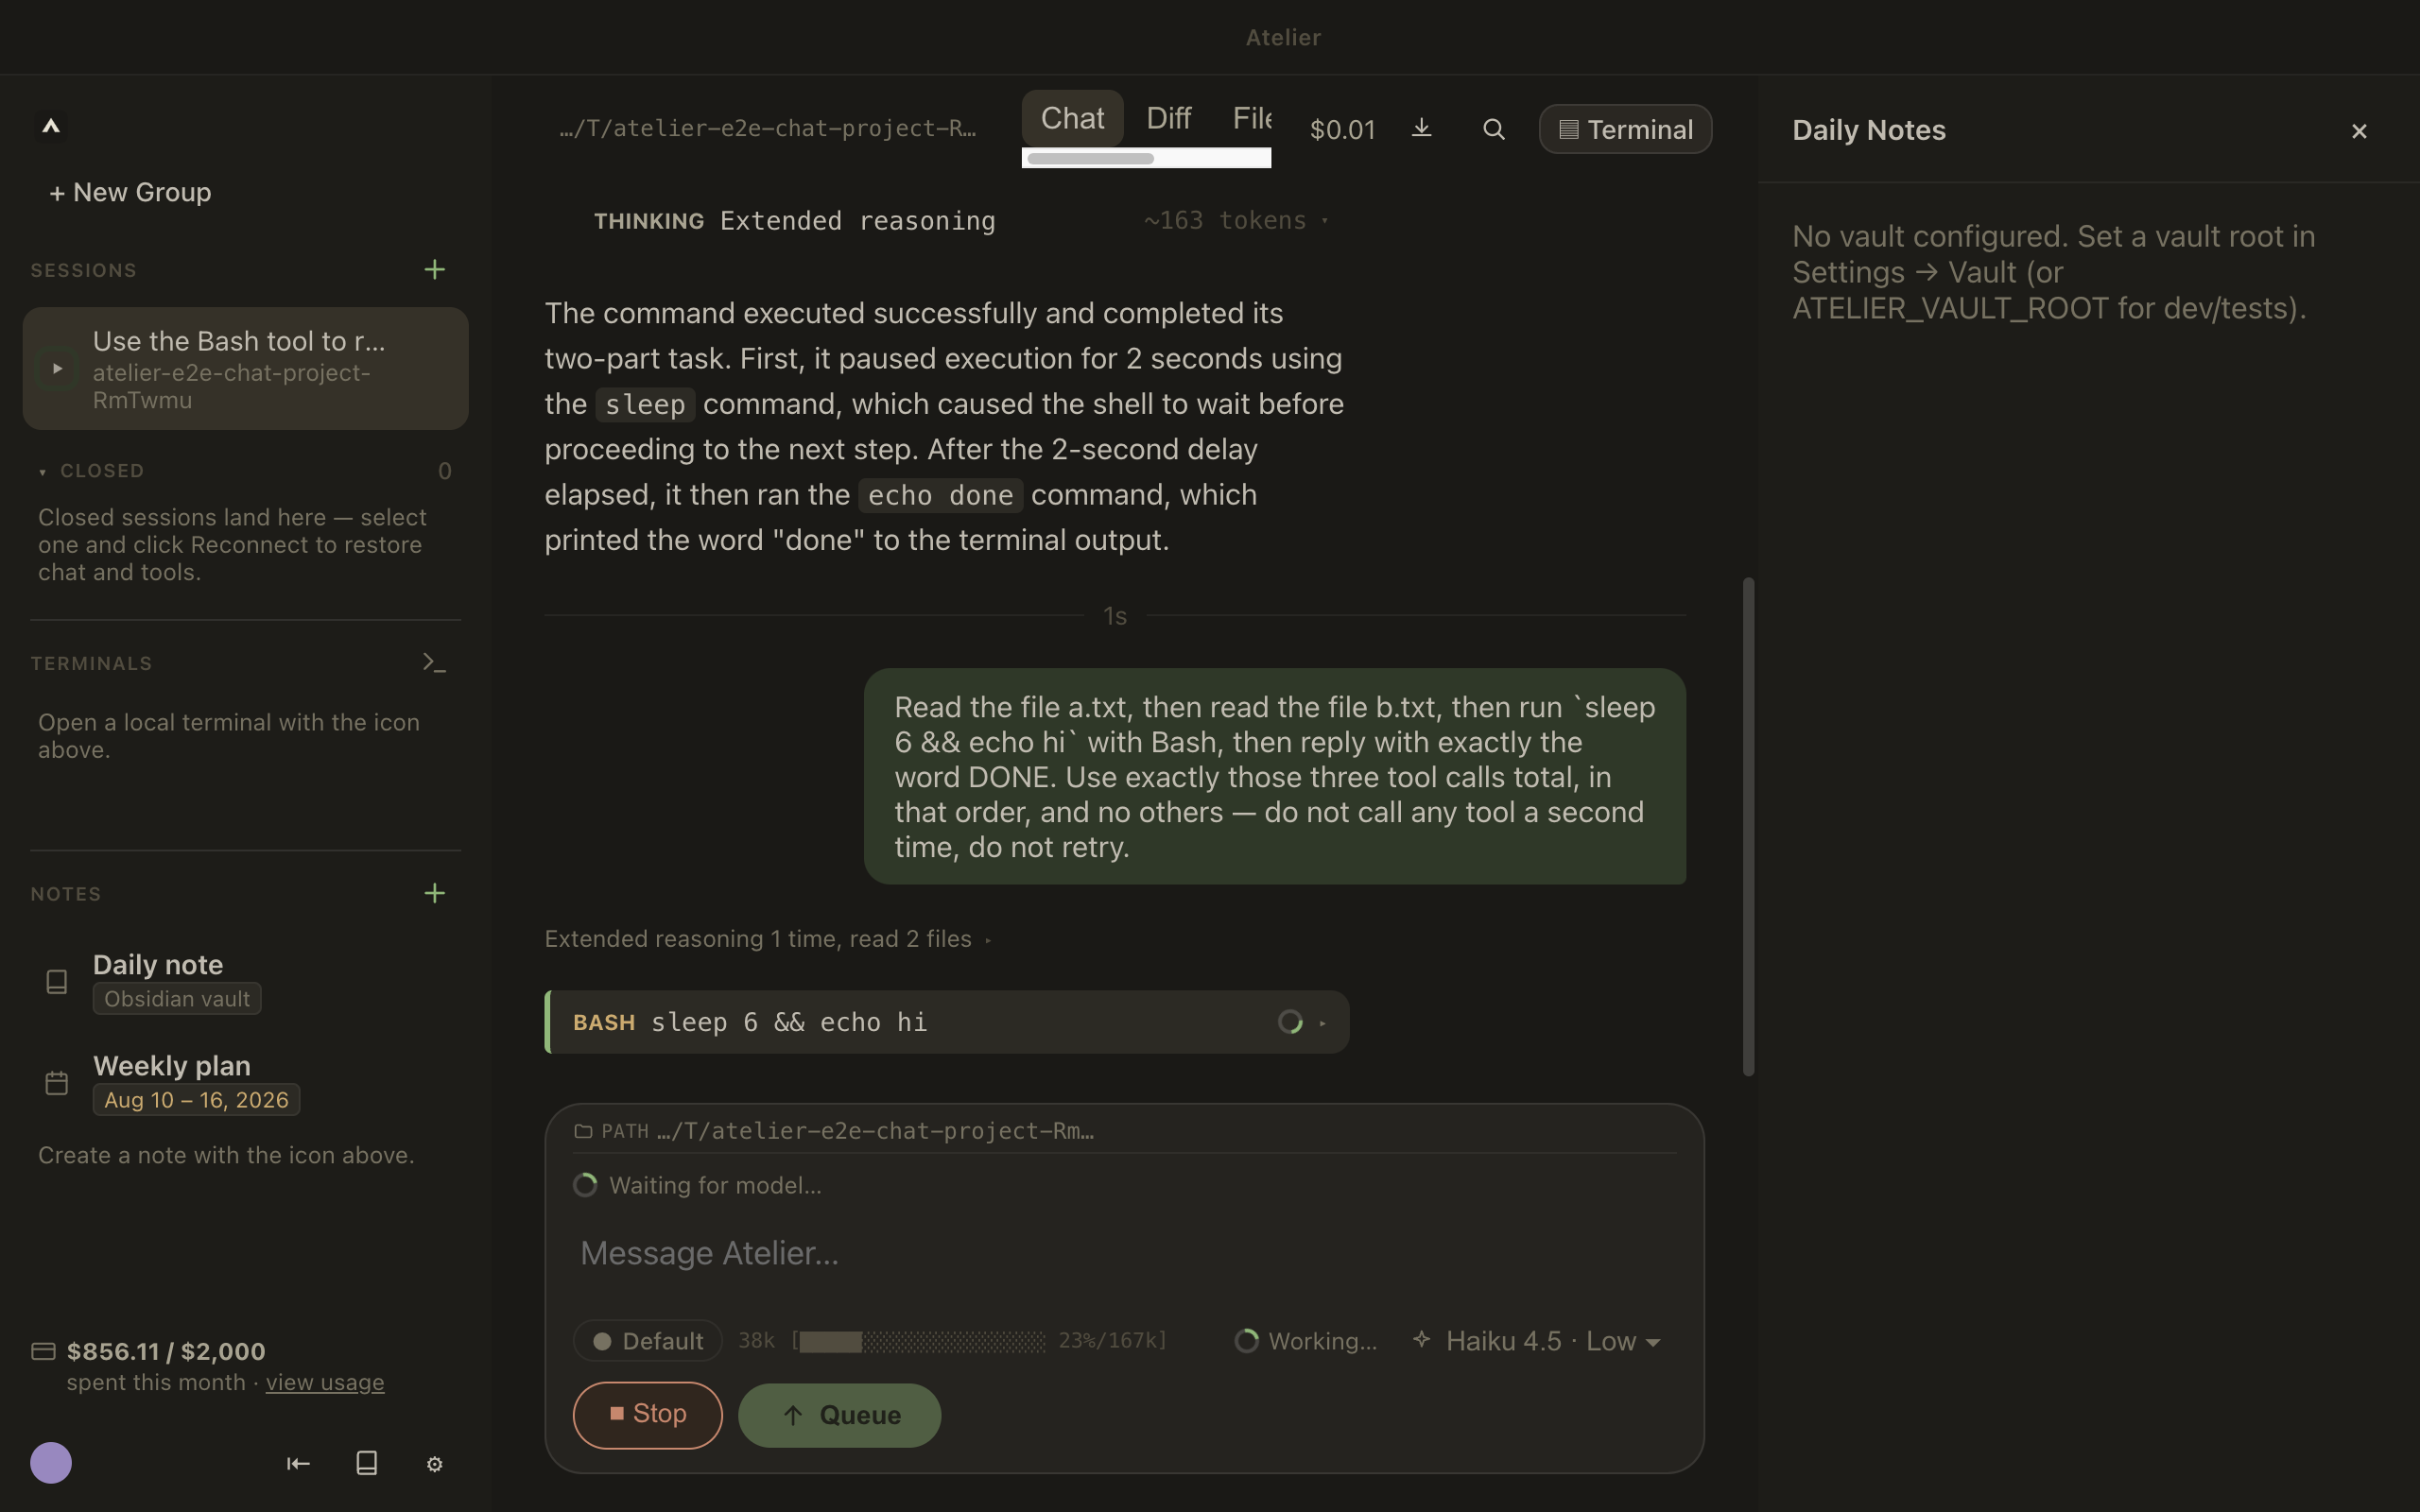 Atelier
+ New Group
SESSIONS
Use the Bash tool to r...
atelier-e2e-chat-project-
RmTwmu
CLOSED 0
Closed sessions land here — select
one and click Reconnect to restore
chat and tools.
TERMINALS
Open a local terminal with the icon
above.
NOTES
Daily note
Obsidian vault
Weekly plan
Aug 10 – 16, 2026
Create a note with the icon above.
$856.11 / $2,000
spent this month · view usage
…/T/atelier-e2e-chat-project-R…
Chat Diff File
$0.01
Terminal
THINKING Extended reasoning ~163 tokens
The command executed successfully and completed its
two-part task. First, it paused execution for 2 seconds using
the sleep command, which caused the shell to wait before
proceeding to the next step. After the 2-second delay
elapsed, it then ran the echo done command, which
printed the word "done" to the terminal output.
1s
Read the file a.txt, then read the file b.txt, then run `sleep
6 && echo hi` with Bash, then reply with exactly the
word DONE. Use exactly those three tool calls total, in
that order, and no others — do not call any tool a second
time, do not retry.
Extended reasoning 1 time, read 2 files
BASH sleep 6 && echo hi
PATH …/T/atelier-e2e-chat-project-Rm…
Waiting for model…
Message Atelier…
Default 38k [ 23%/167k] Working… Haiku 4.5 · Low
Stop Queue
Daily Notes
No vault configured. Set a vault root in
Settings → Vault (or
ATELIER_VAULT_ROOT for dev/tests).